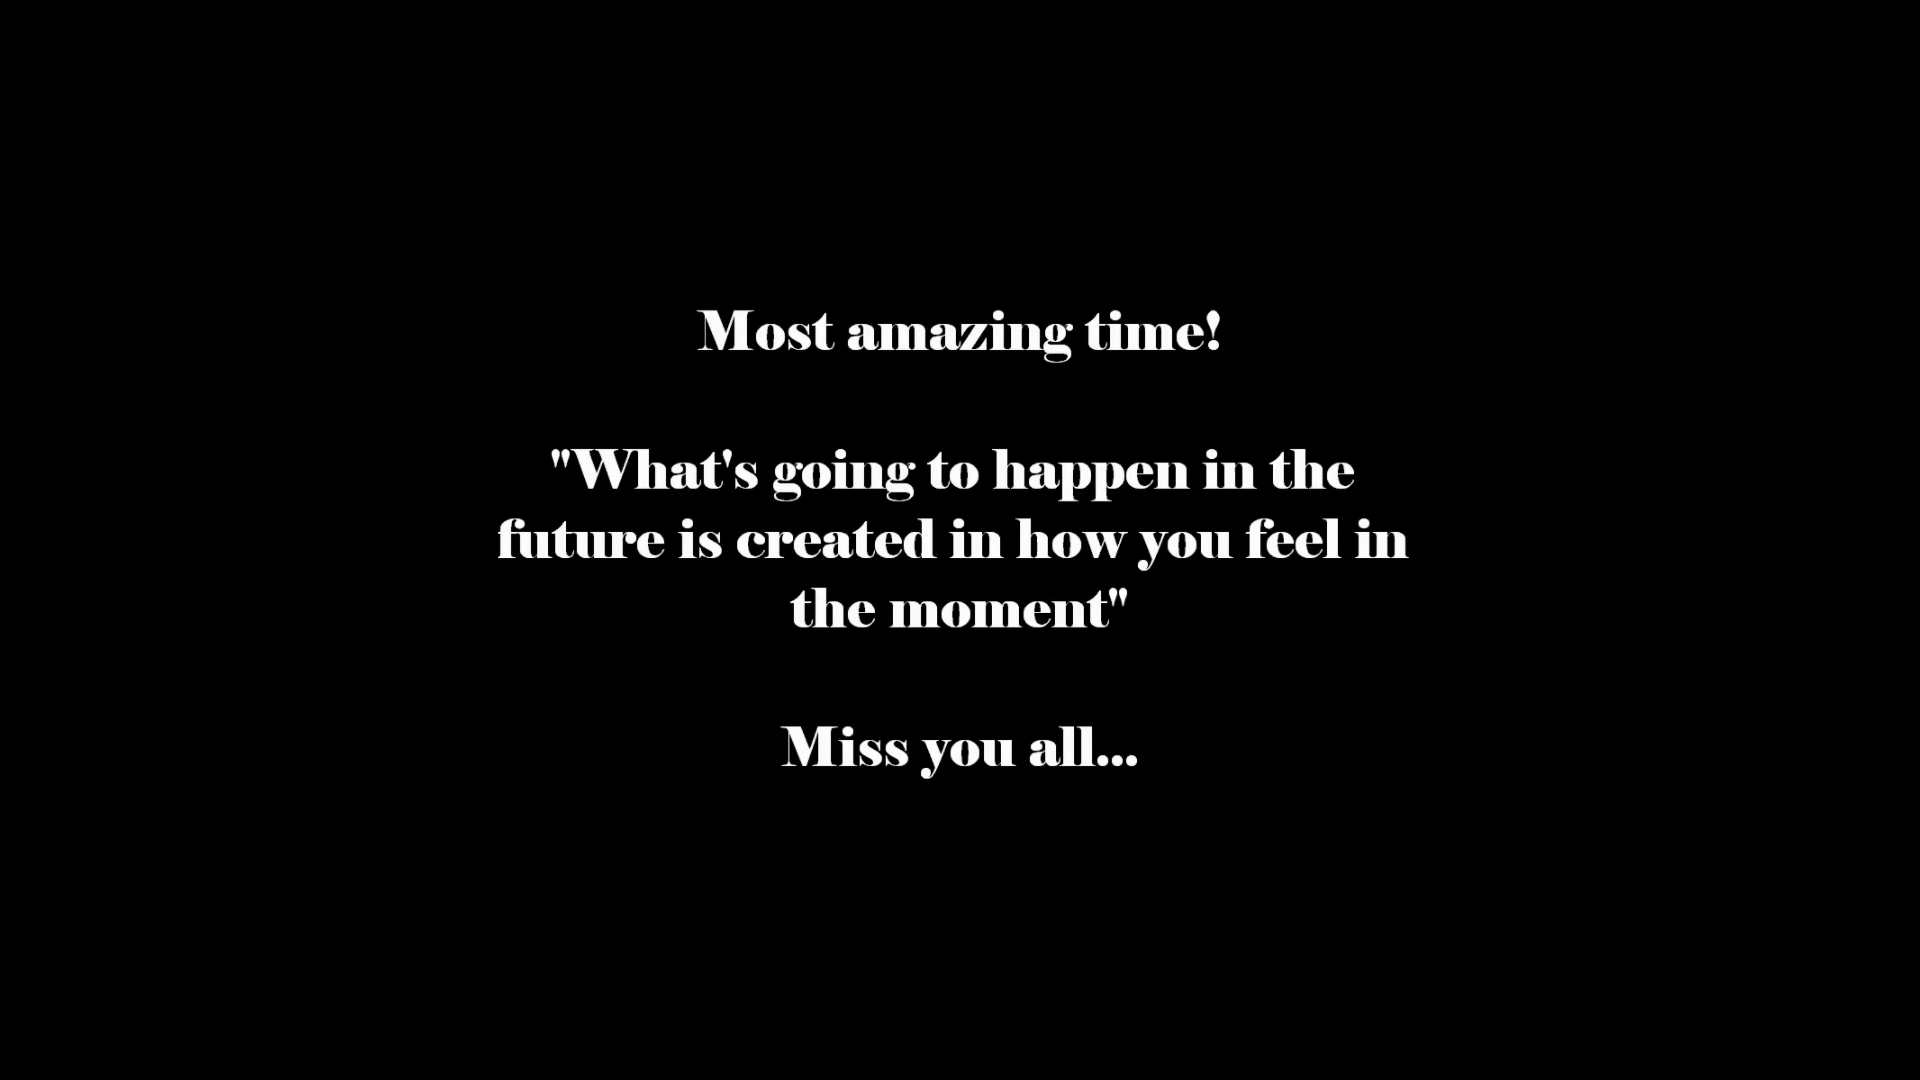 Most amazing time!
"What's going to happen in the
future is created in how you feel in
the moment"
Miss you all...